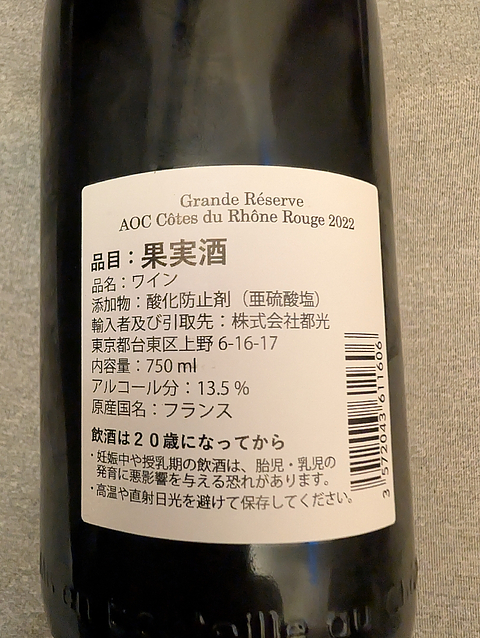 Grande Réserve
AOC Côtes du Rhône Rouge 2022
品目：果実酒
品名：ワイン
添加物：酸化防止剤（亜硫酸塩）
輸入者及び引取先：株式会社都光
東京都台東区上野 6-16-17
内容量：750 ml
アルコール分：13.5 %
原産国名：フランス
飲酒は２０歳になってから
・妊娠中や授乳期の飲酒は、胎児・乳児の
発育に悪影響を与える恐れがあります。
・高温や直射日光を避けて保存してください。
3 572043 611606